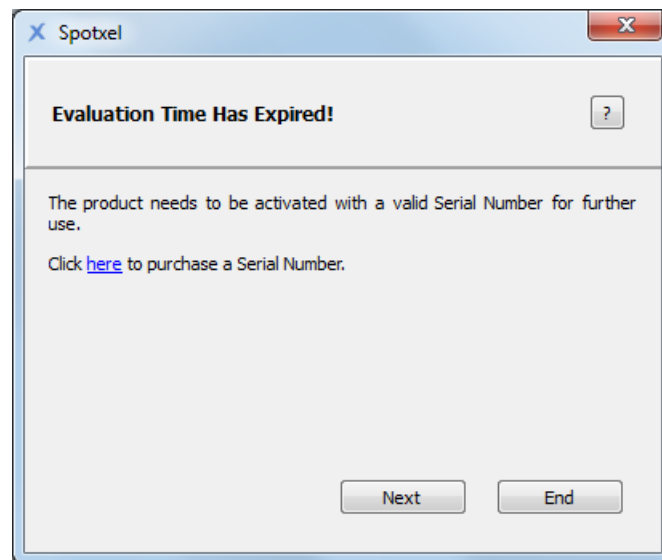 Spotxel
Evaluation Time Has Expired!
?
The product needs to be activated with a valid Serial Number for further
use.
Click here to purchase a Serial Number.
Next
End